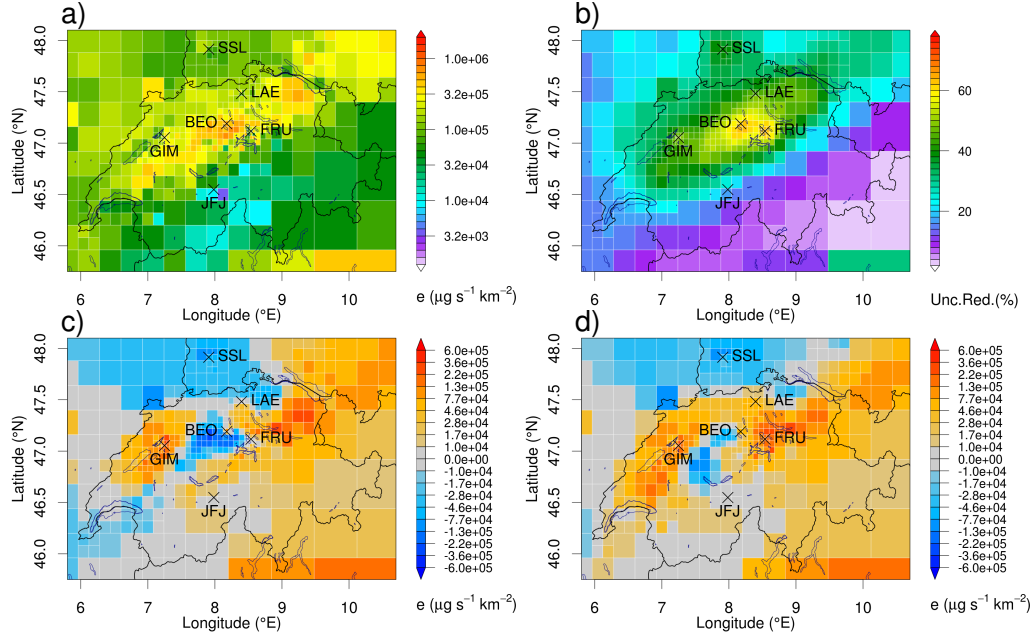 a)
48.0
47.5
47.0
46.5
46.0
Latitude (°N)
SSL
LAE
BEO
FRU
GIM
JFJ
6 7 8 9 10
Longitude (°E)
1.0e+06
3.2e+05
1.0e+05
3.2e+04
1.0e+04
3.2e+03
e (μg s⁻¹ km⁻²)
b)
48.0
47.5
47.0
46.5
46.0
Latitude (°N)
SSL
LAE
BEO
FRU
GIM
JFJ
6 7 8 9 10
Longitude (°E)
60
40
20
Unc.Red.(%)
c)
48.0
47.5
47.0
46.5
46.0
Latitude (°N)
SSL
LAE
BEO
FRU
GIM
JFJ
6 7 8 9 10
Longitude (°E)
6.0e+05
3.6e+05
2.2e+05
1.3e+05
7.7e+04
4.6e+04
2.8e+04
1.7e+04
1.0e+04
0.0e+00
-1.0e+04
-1.7e+04
-2.8e+04
-4.6e+04
-7.7e+04
-1.3e+05
-2.2e+05
-3.6e+05
-6.0e+05
e (μg s⁻¹ km⁻²)
d)
48.0
47.5
47.0
46.5
46.0
Latitude (°N)
SSL
LAE
BEO
FRU
GIM
JFJ
6 7 8 9 10
Longitude (°E)
6.0e+05
3.6e+05
2.2e+05
1.3e+05
7.7e+04
4.6e+04
2.8e+04
1.7e+04
1.0e+04
0.0e+00
-1.0e+04
-1.7e+04
-2.8e+04
-4.6e+04
-7.7e+04
-1.3e+05
-2.2e+05
-3.6e+05
-6.0e+05
e (μg s⁻¹ km⁻²)